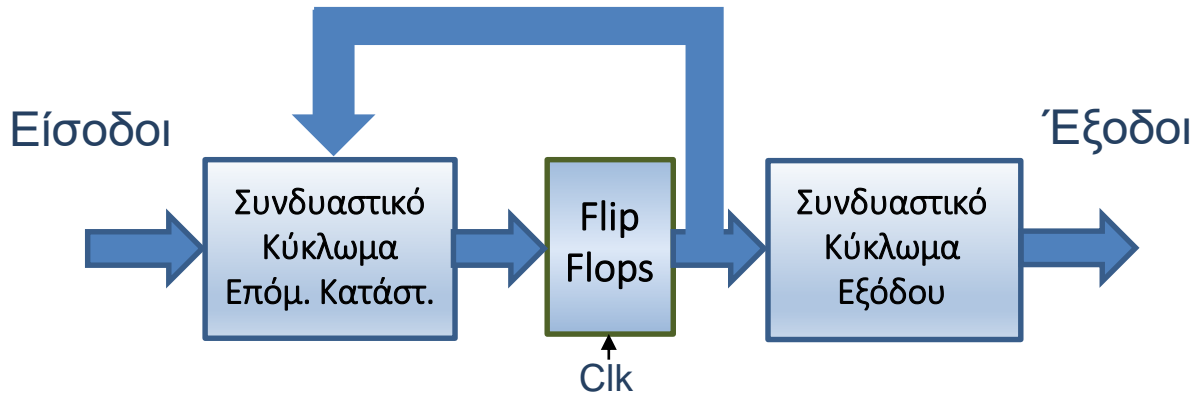 Είσοδοι
Συνδυαστικό
Κύκλωμα
Επόμ. Κατάστ.
Flip
Flops
Clk
Συνδυαστικό
Κύκλωμα
Εξόδου
Έξοδοι